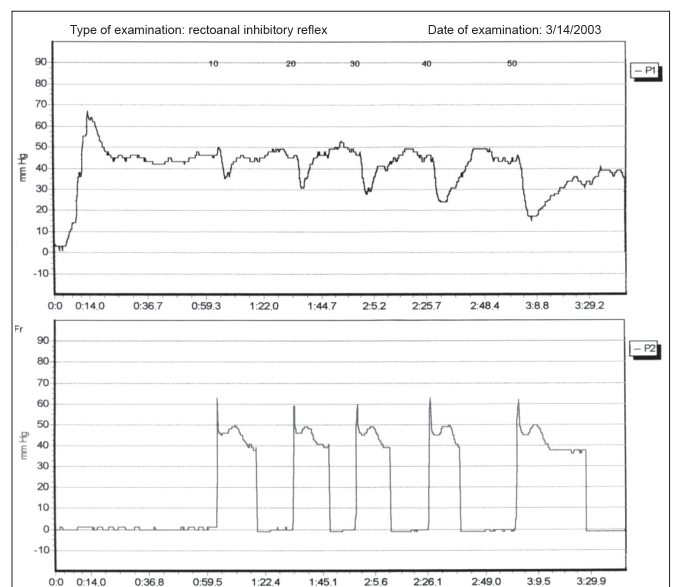 Type of examination: rectoanal inhibitory reflex Date of examination: 3/14/2003
10 20 30 40 50
90
80
70
60
50
40
30
20
10
0
-10
mm Hg
– P1
0:0 0:14.0 0:36.7 0:59.3 1:22.0 1:44.7 2:5.2 2:25.7 2:48.4 3:8.8 3:29.2
Fr
90
80
70
60
50
40
30
20
10
0
-10
mm Hg
– P2
0:0 0:14.0 0:36.8 0:59.5 1:22.4 1:45.1 2:5.6 2:26.1 2:49.0 3:9.5 3:29.9